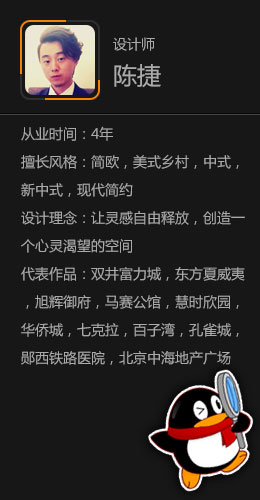 设计师
陈捷
从业时间：4年
擅长风格：简欧，美式乡村，中式，
新中式，现代简约
设计理念：让灵感自由释放，创造一
个心灵渴望的空间
代表作品：双井富力城，东方夏威夷
，旭辉御府，马赛公馆，慧时欣园，
华侨城，七克拉，百子湾，孔雀城，
郧西铁路医院，北京中海地产广场